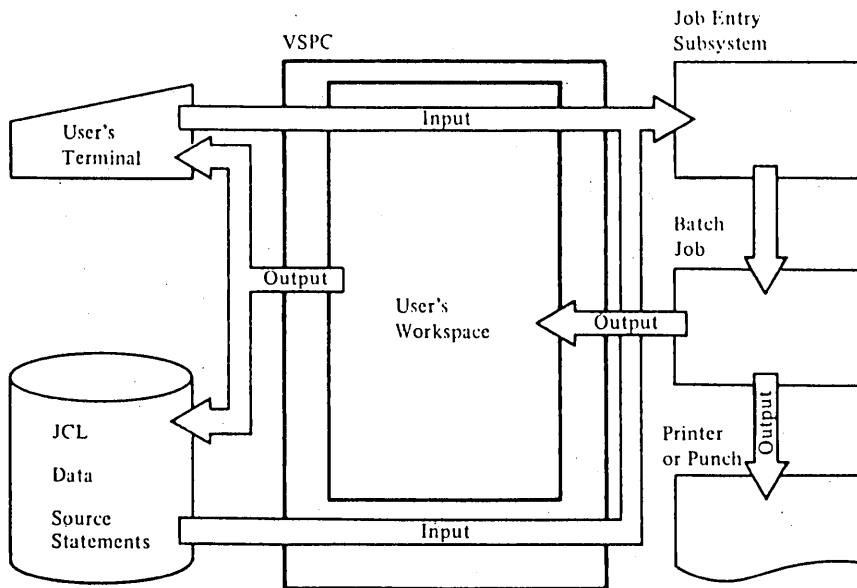 VSPC
Job Entry
Subsystem
User's
Terminal
Input
Batch
Job
Output
User's
Workspace
Output
JCL
Data
Source
Statements
Input
Printer
or Punch
Output